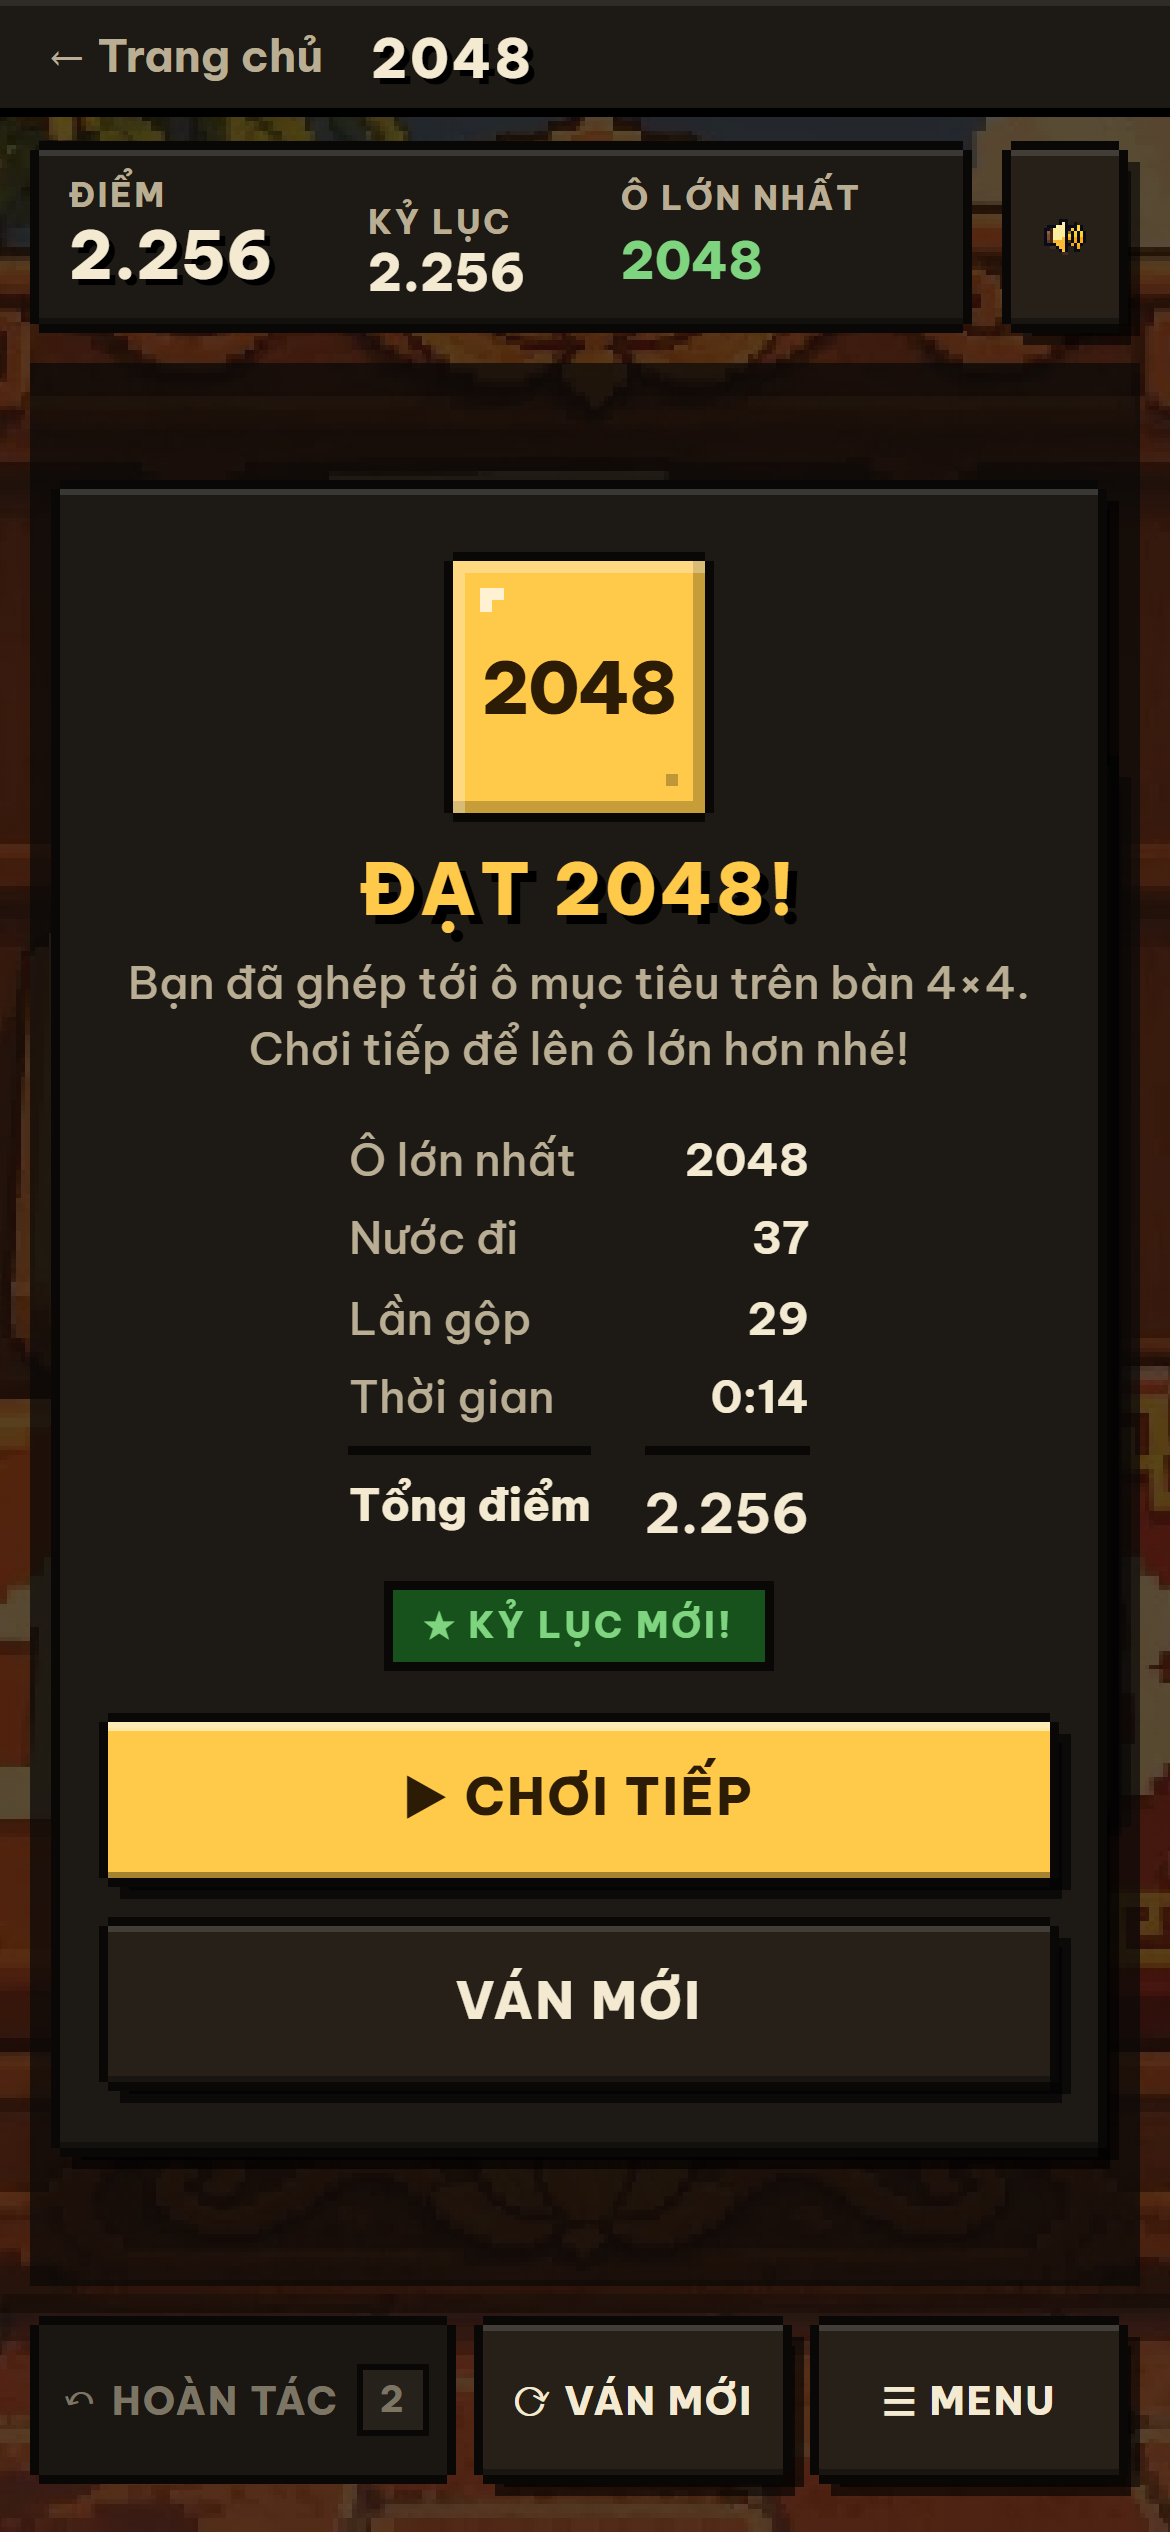 ← Trang chủ 2048
ĐIỂM
2.256
KỶ LỤC
2.256
Ô LỚN NHẤT
2048
2048
ĐẠT 2048!
Bạn đã ghép tới ô mục tiêu trên bàn 4×4.
Chơi tiếp để lên ô lớn hơn nhé!
Ô lớn nhất 2048
Nước đi 37
Lần gộp 29
Thời gian 0:14
Tổng điểm 2.256
★ KỶ LỤC MỚI!
▶ CHƠI TIẾP
VÁN MỚI
↶ HOÀN TÁC 2
⟳ VÁN MỚI
☰ MENU